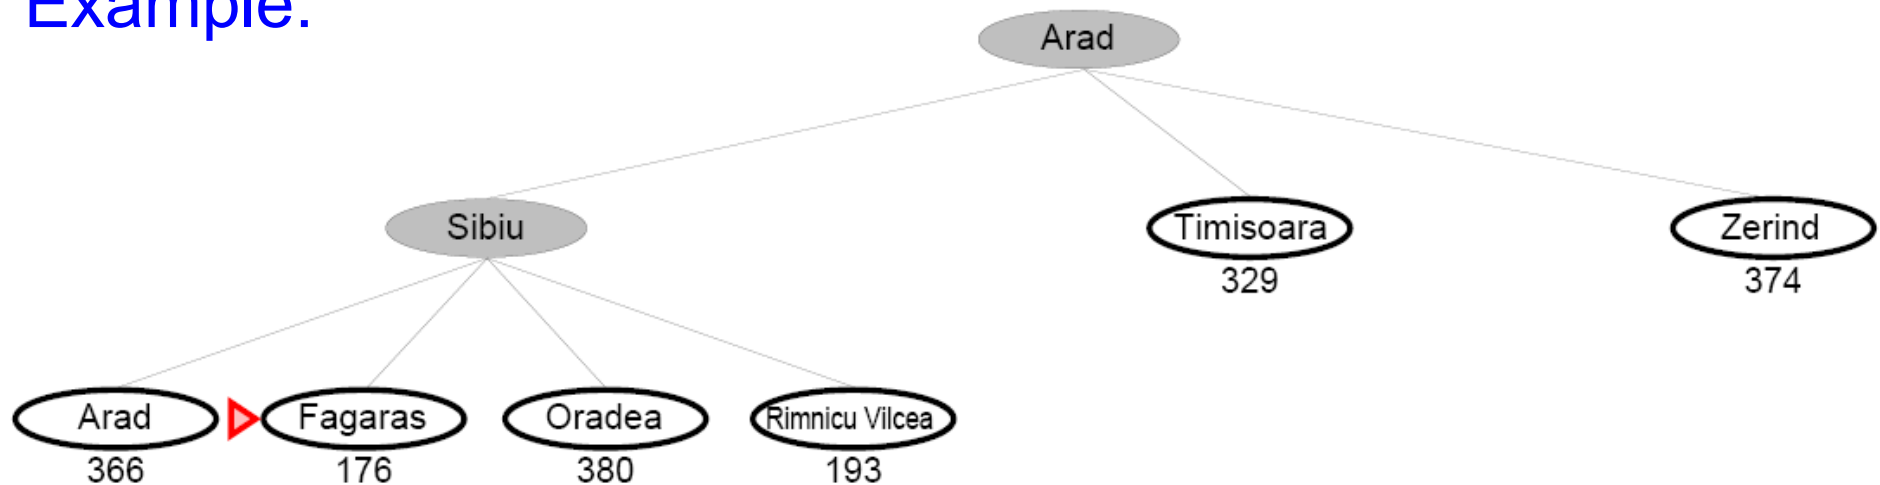 Example:
Arad
Sibiu
Timisoara
Zerind
329
374
Arad
Fagaras
Oradea
Rimnicu Vilcea
366
176
380
193